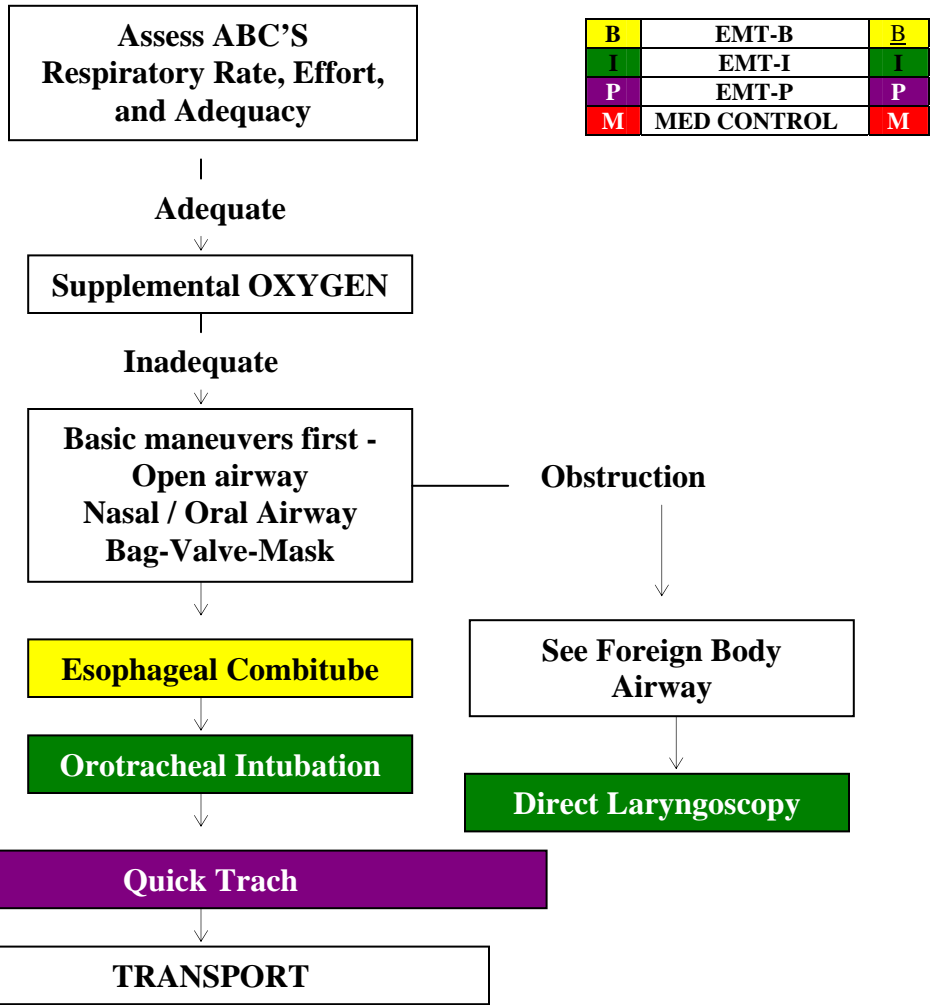 Assess ABC'S
Respiratory Rate, Effort,
and Adequacy
B EMT-B B
I EMT-I I
P EMT-P P
M MED CONTROL M
Adequate
Supplemental OXYGEN
Inadequate
Basic maneuvers first -
Open airway
Nasal / Oral Airway
Bag-Valve-Mask
Obstruction
Esophageal Combitube
Orotracheal Intubation
See Foreign Body
Airway
Direct Laryngoscopy
Quick Trach
TRANSPORT